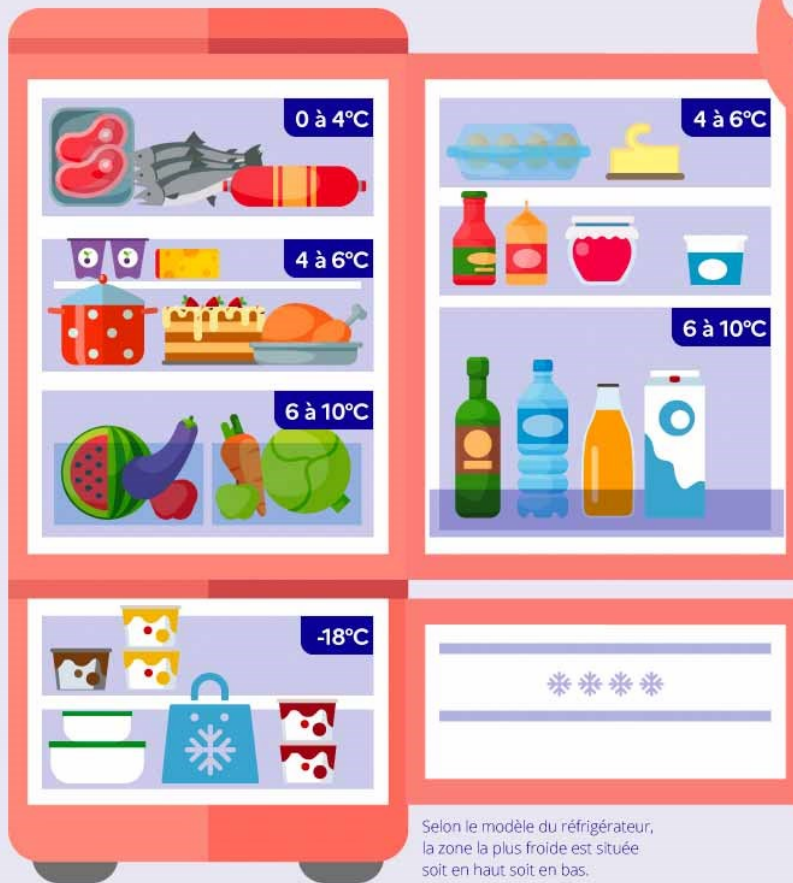 0 à 4°C
4 à 6°C
6 à 10°C
4 à 6°C
6 à 10°C
-18°C
Selon le modèle du réfrigérateur,
la zone la plus froide est située
soit en haut soit en bas.